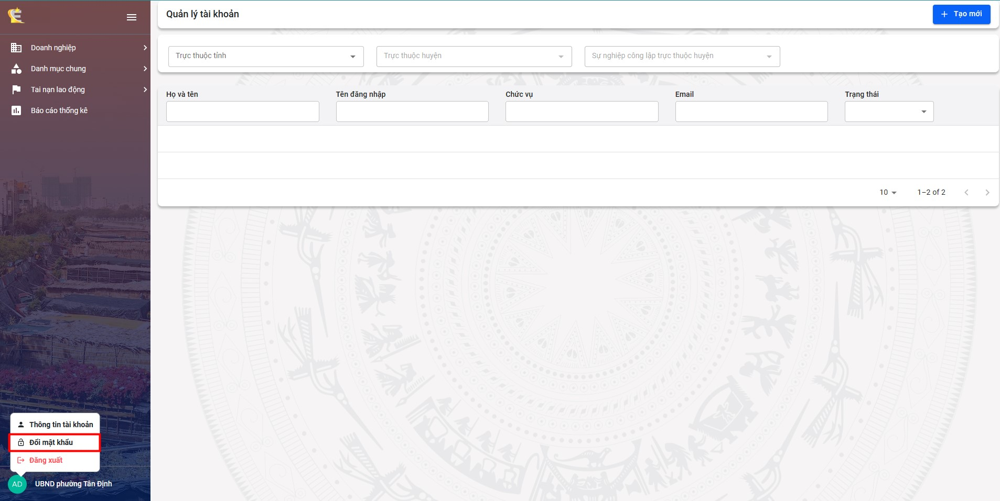 Quản lý tài khoản
Tạo mới
Doanh nghiệp
Danh mục chung
Tai nạn lao động
Báo cáo thống kê
Trực thuộc tỉnh
Trực thuộc huyện
Sự nghiệp công lập trực thuộc huyện
Họ và tên
Tên đăng nhập
Chức vụ
Email
Trạng thái
10
1–2 of 2
Thông tin tài khoản
Đổi mật khẩu
Đăng xuất
AD
UBND phường Tân Định